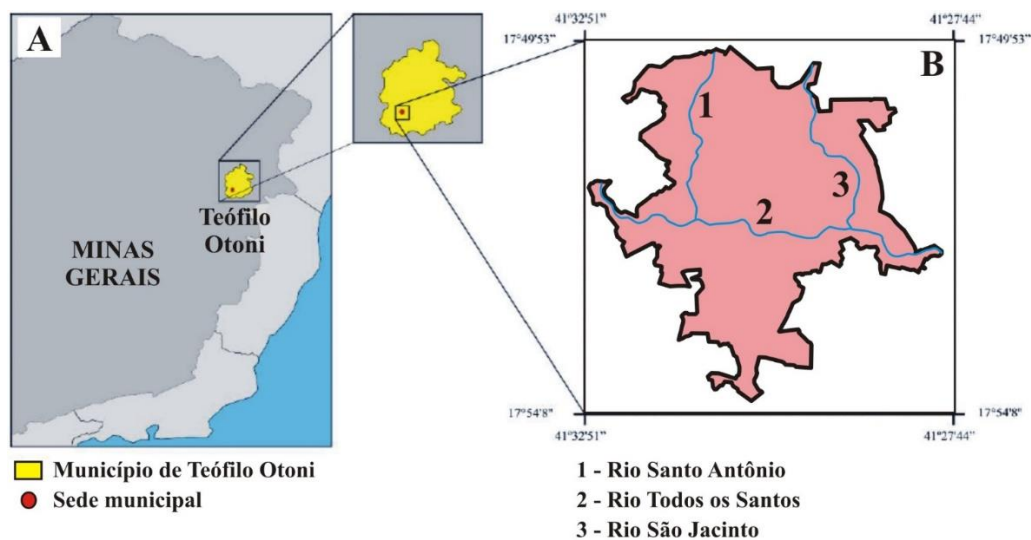 A
MINAS
GERAIS
Teófilo
Otoni
Município de Teófilo Otoni
Sede municipal
41°32'51" 41°27'44"
17°49'53" 17°49'53"
B
1
3
2
17°54'8" 17°54'8"
41°32'51" 41°27'44"
1 - Rio Santo Antônio
2 - Rio Todos os Santos
3 - Rio São Jacinto